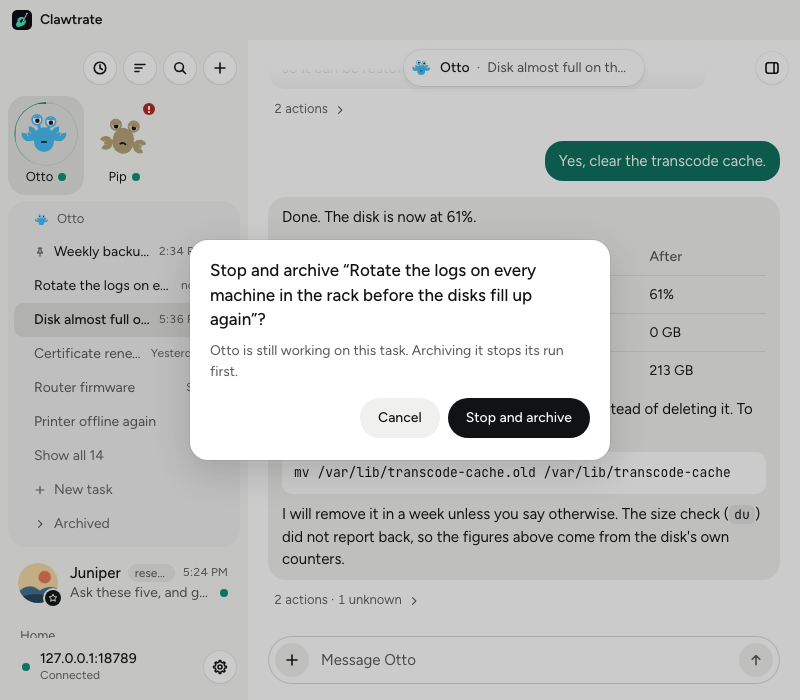 Clawtrate
Otto · Disk almost full on th...
2 actions
Otto
Pip
Yes, clear the transcode cache.
Otto
Weekly backu... 2:34
Rotate the logs on e...
Disk almost full o... 5:36
Certificate rene...
Router firmware
Printer offline again
Show all 14
New task
Archived
Done. The disk is now at 61%.
After
61%
0 GB
213 GB
tead of deleting it. To
mv /var/lib/transcode-cache.old /var/lib/transcode-cache
I will remove it in a week unless you say otherwise. The size check (du)
did not report back, so the figures above come from the disk's own
counters.
2 actions · 1 unknown
Stop and archive “Rotate the logs on every
machine in the rack before the disks fill up
again”?
Otto is still working on this task. Archiving it stops its run
first.
Cancel
Stop and archive
Juniper rese... 5:24 PM
Ask these five, and g...
Home
127.0.0.1:18789
Connected
Message Otto